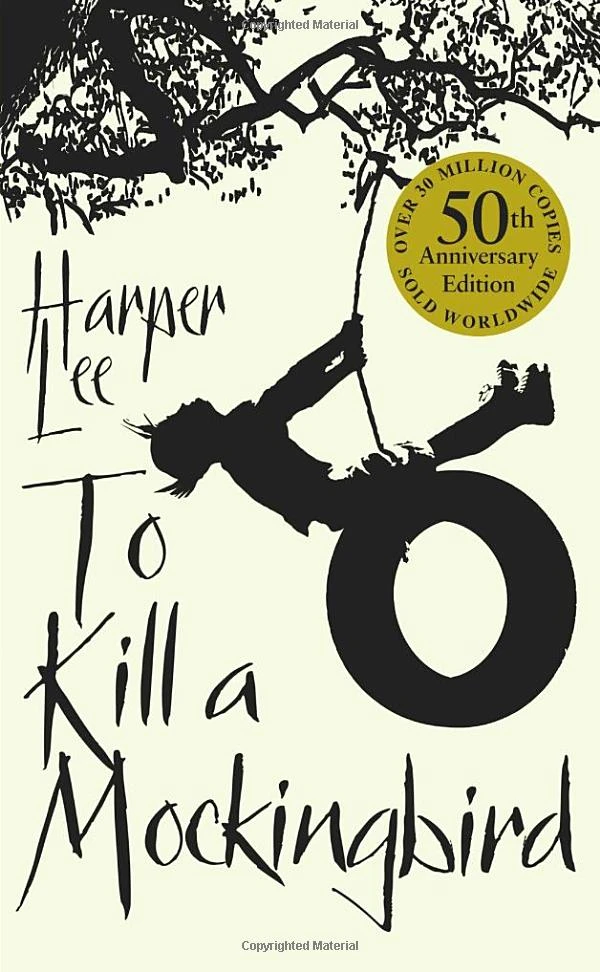 Copyrighted Material
OVER 30 MILLION COPIES
50th
Anniversary
Edition
SOLD WORLDWIDE
Harper
Lee
To
Kill a
Mockingbird
Copyrighted Material